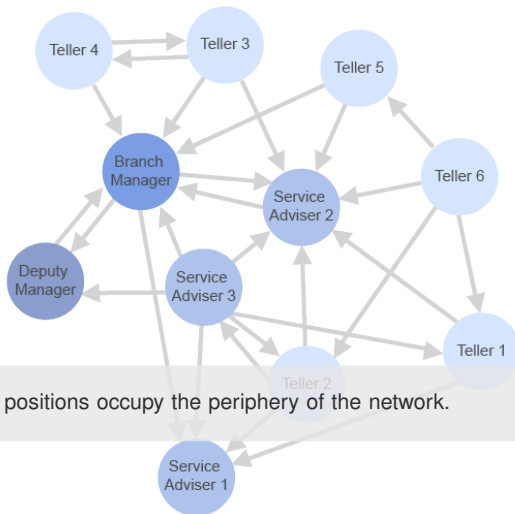 Teller 4
Teller 3
Teller 5
Branch
Manager
Teller 6
Service
Adviser 2
Deputy
Manager
Service
Adviser 3
Teller 1
Teller 2
positions occupy the periphery of the network.
Service
Adviser 1